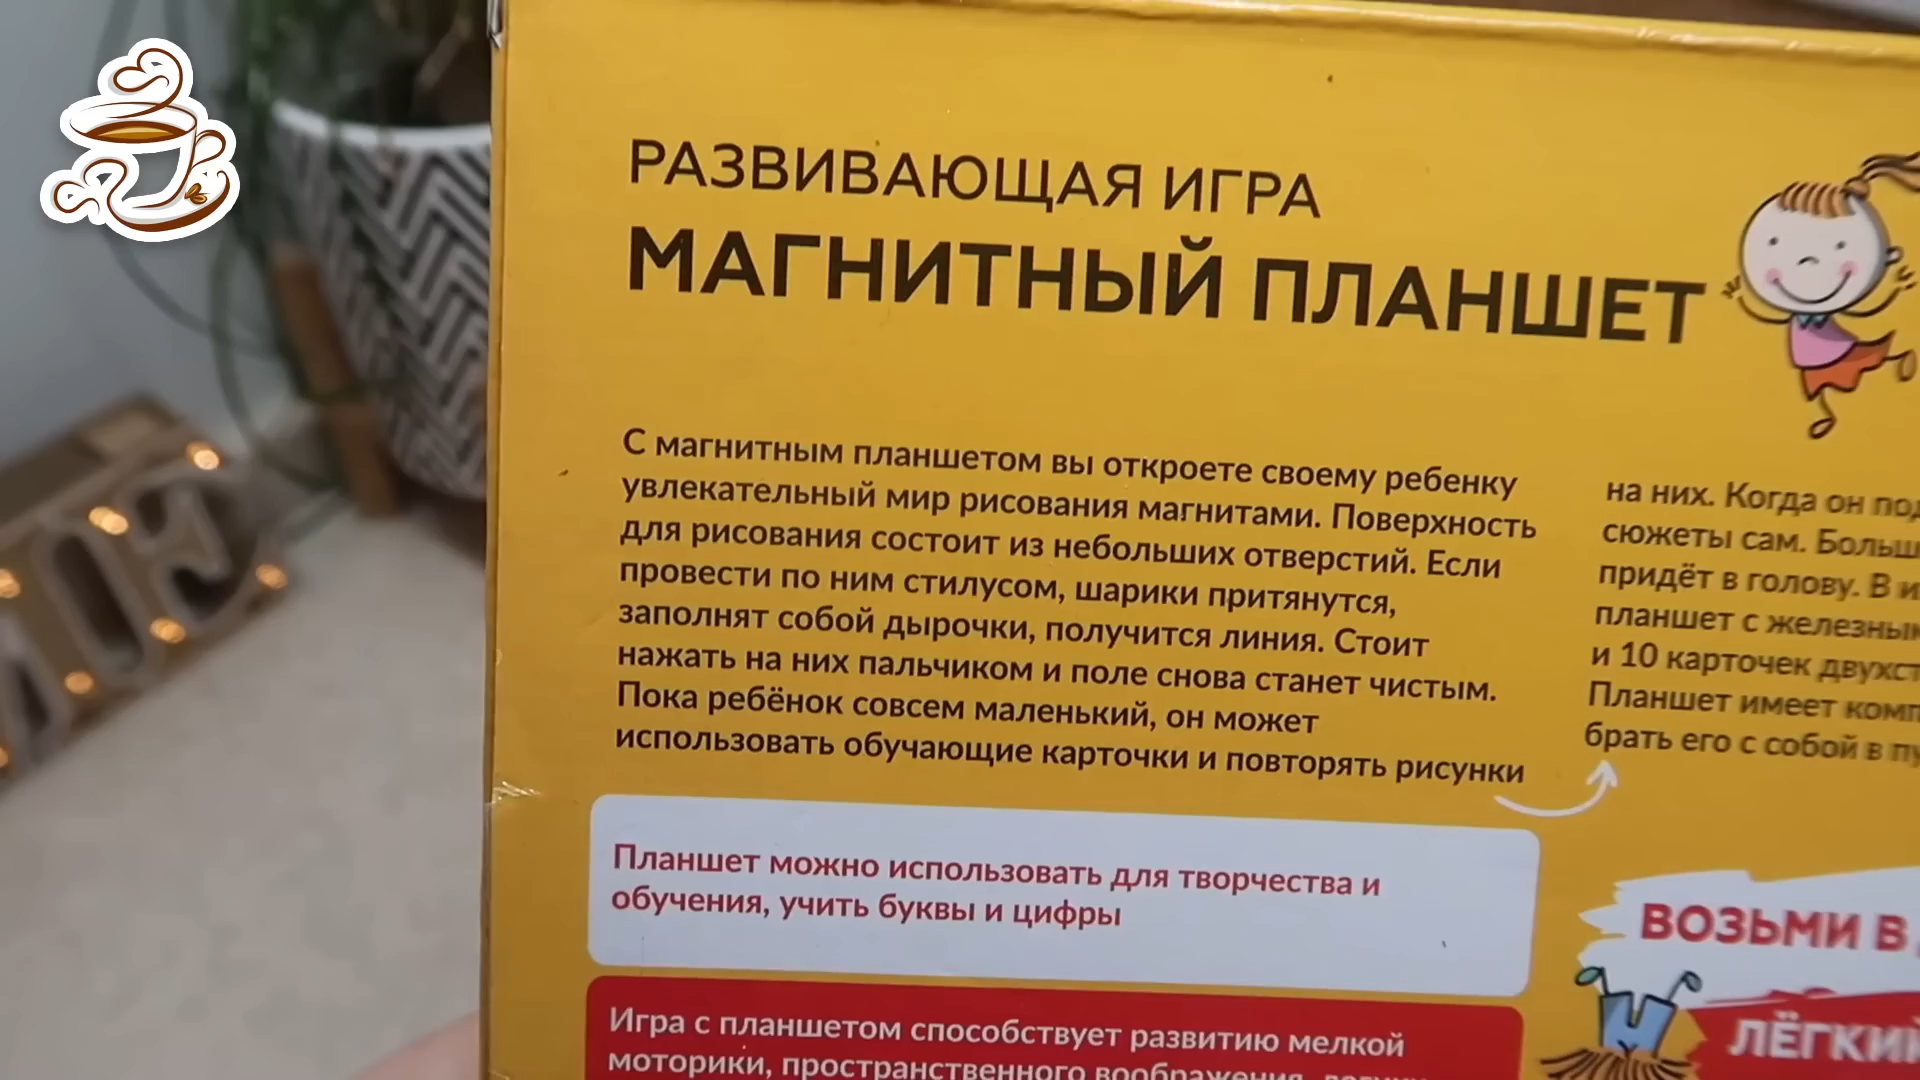 РАЗВИВАЮЩАЯ ИГРА
МАГНИТНЫЙ ПЛАНШЕТ
С магнитным планшетом вы откроете своему ребенку
увлекательный мир рисования магнитами. Поверхность
для рисования состоит из небольших отверстий. Если
провести по ним стилусом, шарики притянутся,
заполнят собой дырочки, получится линия. Стоит
нажать на них пальчиком и поле снова станет чистым.
Пока ребёнок совсем маленький, он может
использовать обучающие карточки и повторять рисунки
на них. Когда он
сюжеты сам.
придёт в голову. В
планшет с
и 10 карточек
Планшет имеет
брать его с собой в
Планшет можно использовать для творчества и
обучения, учить буквы и цифры
Игра с планшетом способствует развитию мелкой
моторики, пространственного воображения,
ВОЗЬМИ В
ЛЁГКИЙ